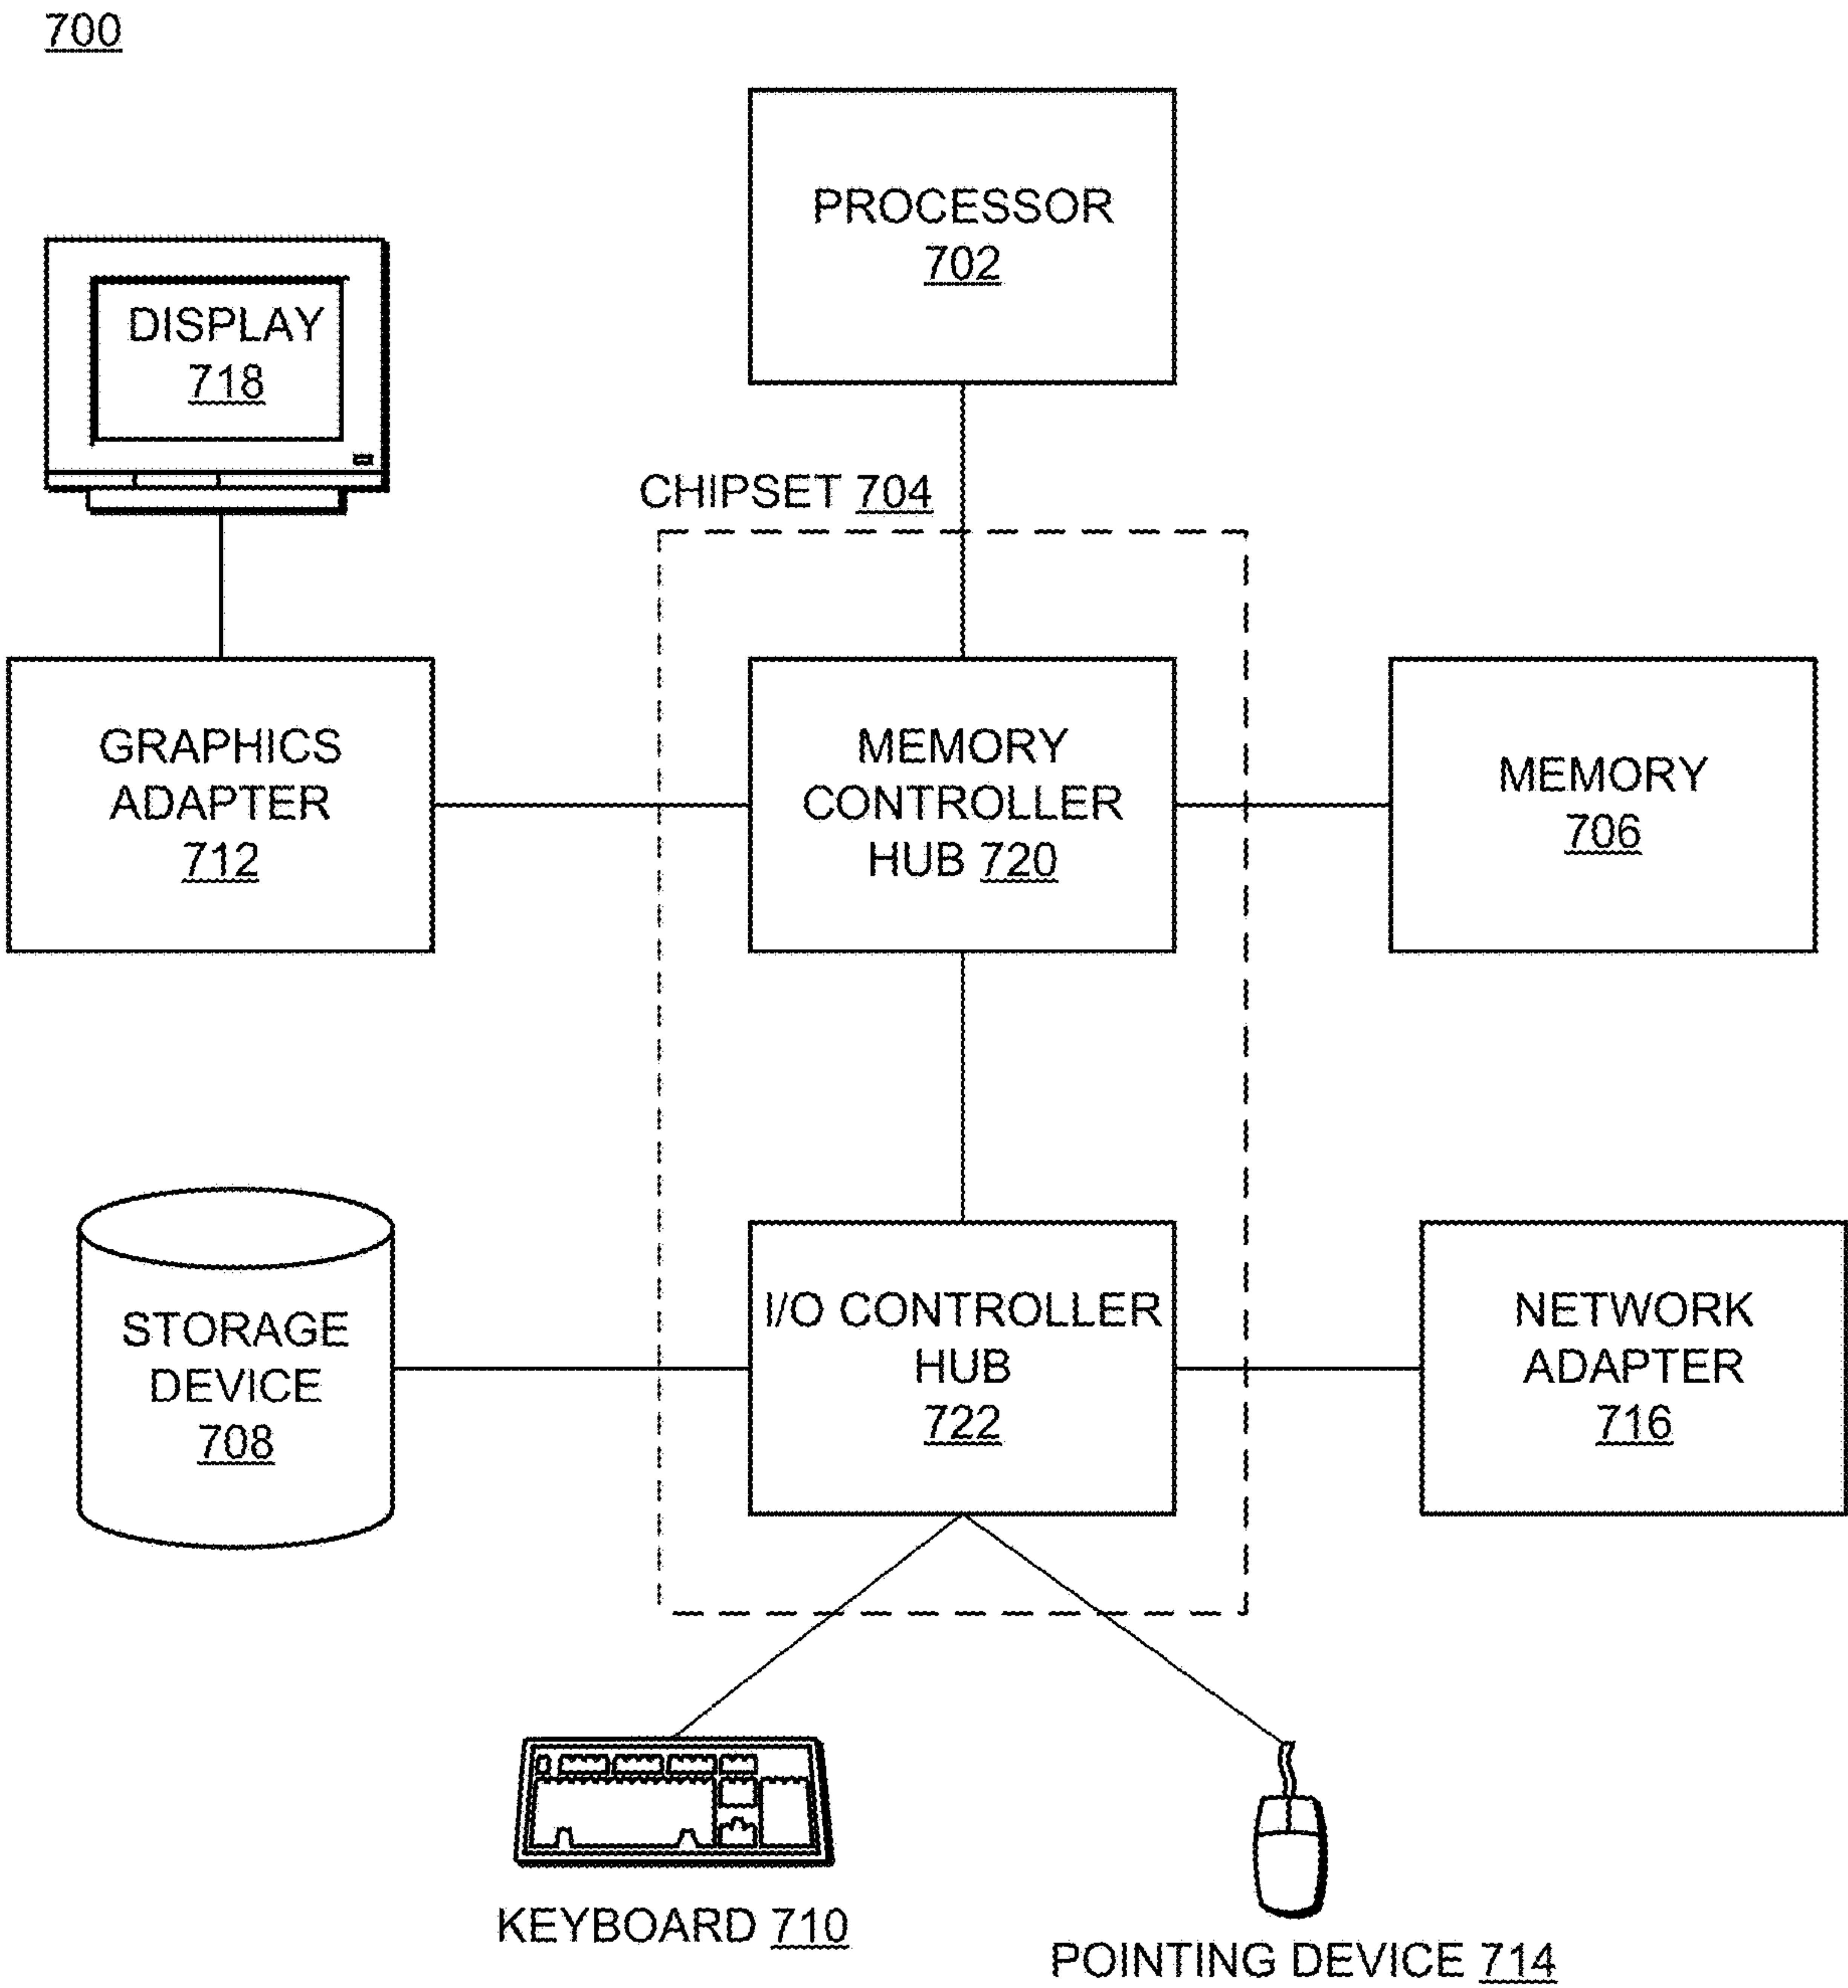 700
PROCESSOR
702
DISPLAY
718
CHIPSET 704
GRAPHICS
ADAPTER
712
MEMORY
CONTROLLER
HUB 720
MEMORY
706
STORAGE
DEVICE
708
I/O CONTROLLER
HUB
722
NETWORK
ADAPTER
716
KEYBOARD 710
POINTING DEVICE 714